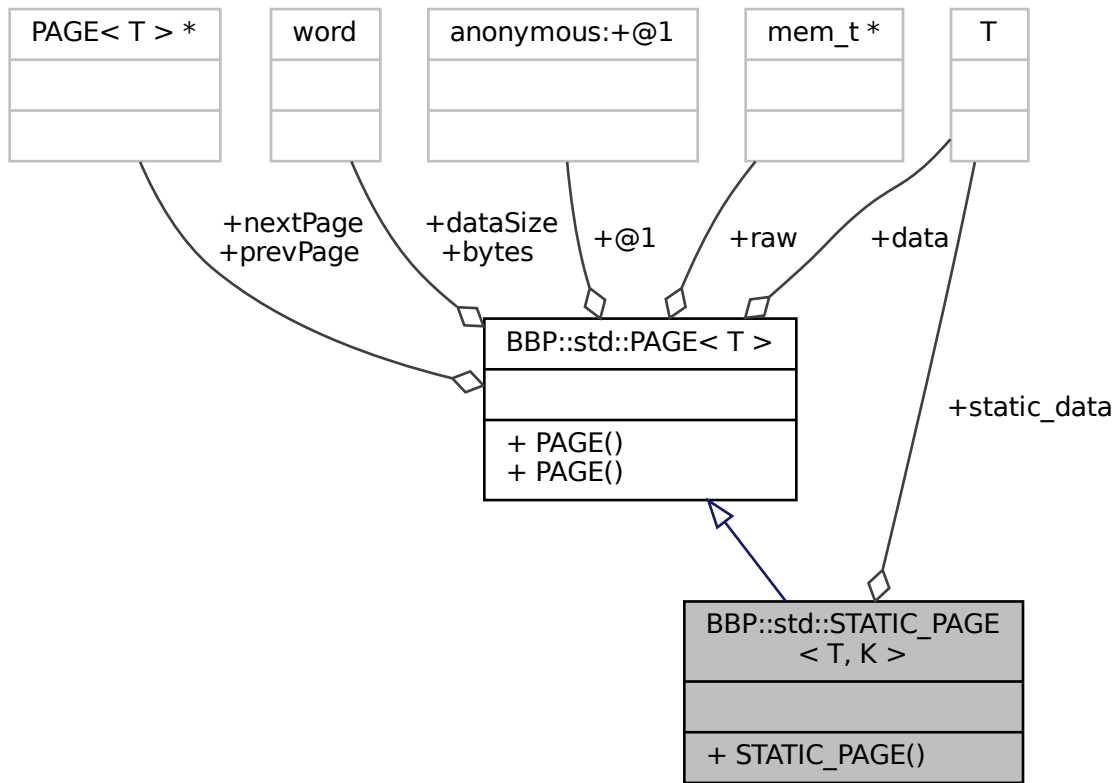 PAGE< T > *
word
anonymous:+@1
mem_t *
T
+nextPage
+prevPage
+dataSize
+bytes
+@1
+raw
+data
BBP::std::PAGE< T >
+ PAGE()
+ PAGE()
+static_data
BBP::std::STATIC_PAGE
< T, K >
+ STATIC_PAGE()